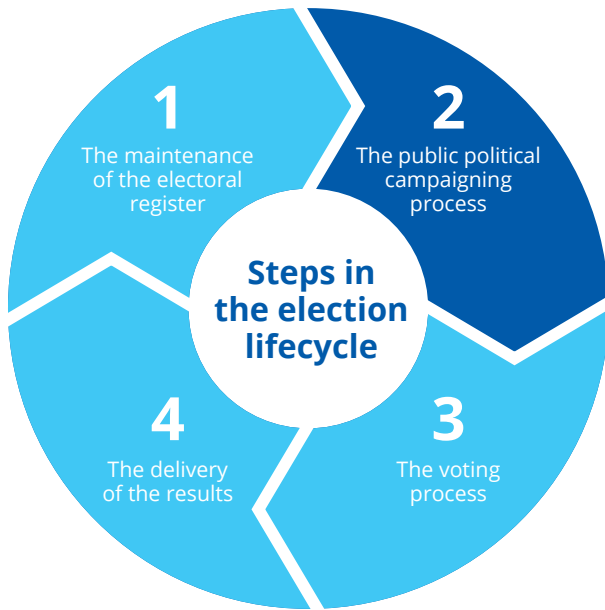 1
The maintenance
of the electoral
register
2
The public political
campaigning
process
Steps in
the election
lifecycle
4
The delivery
of the results
3
The voting
process